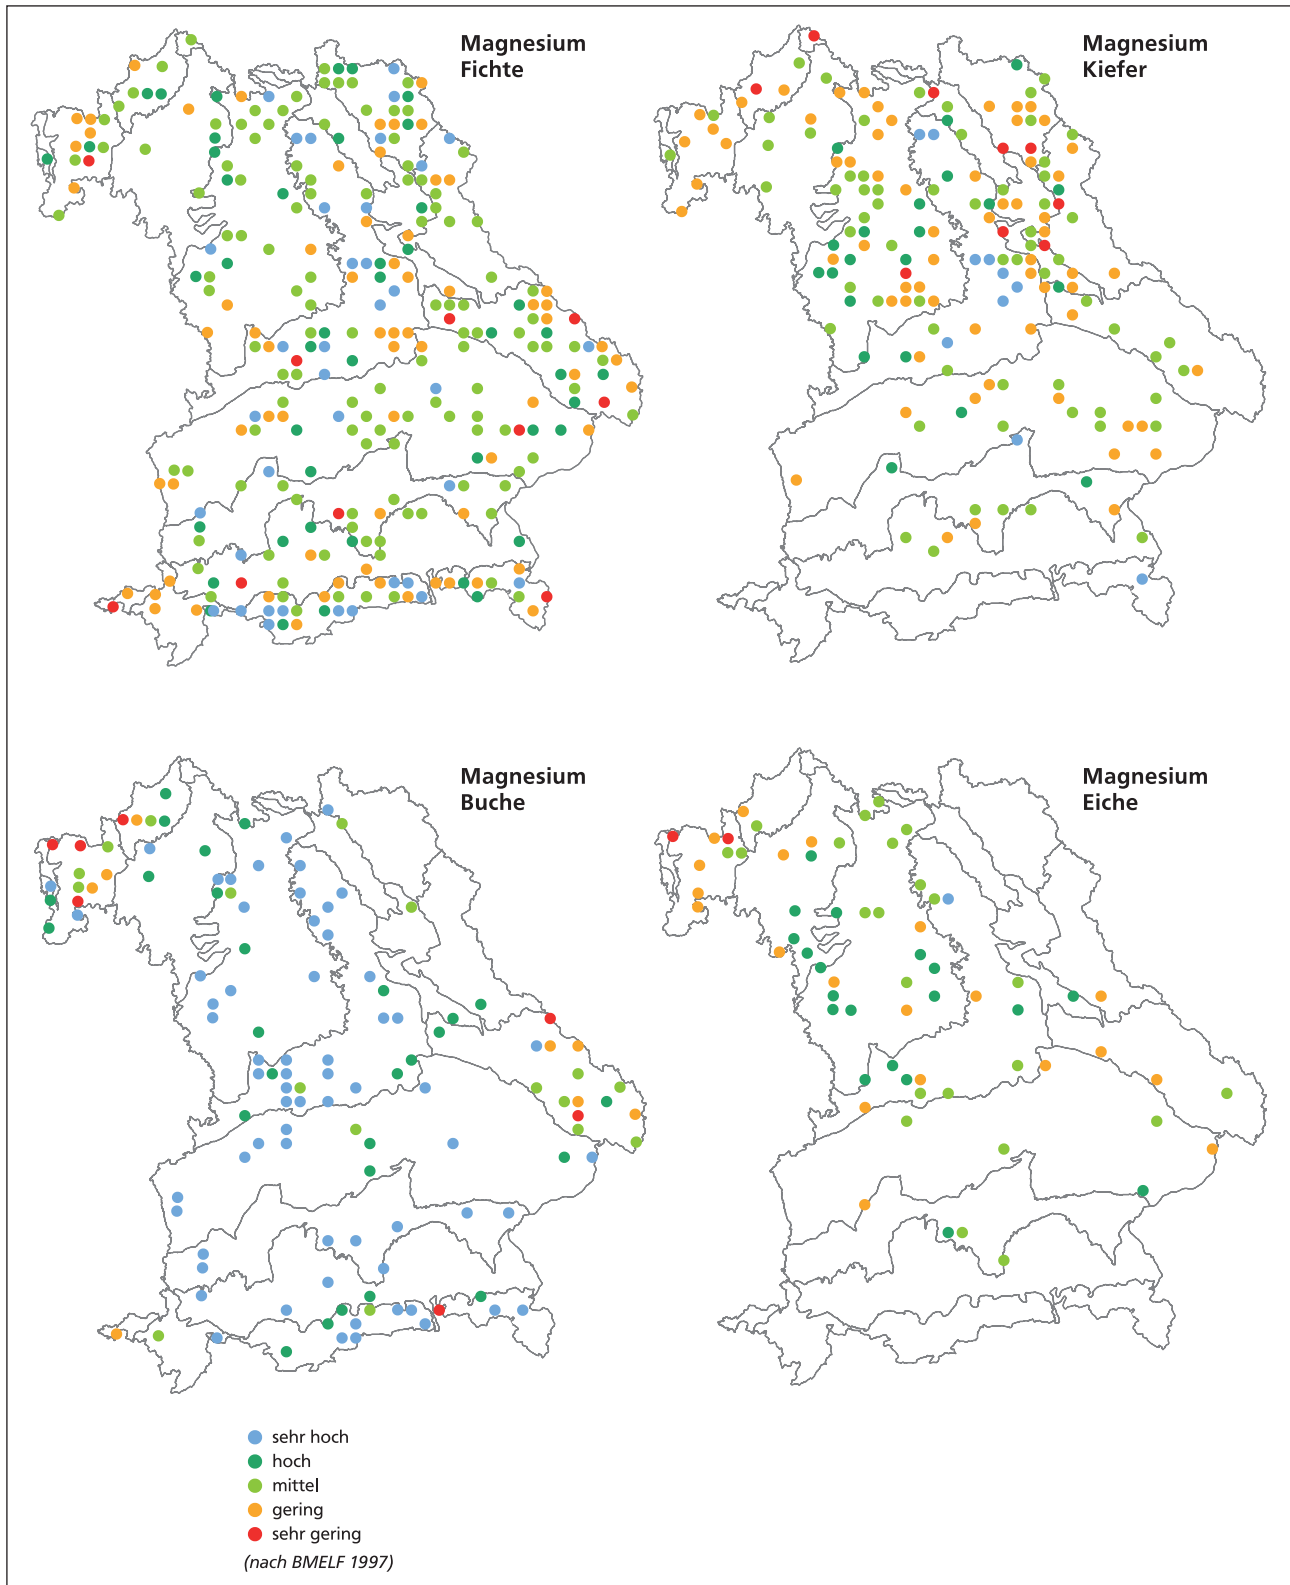 Magnesium
Fichte
Magnesium
Kiefer
Magnesium
Buche
Magnesium
Eiche
sehr hoch
hoch
mittel
gering
sehr gering
(nach BMELF 1997)